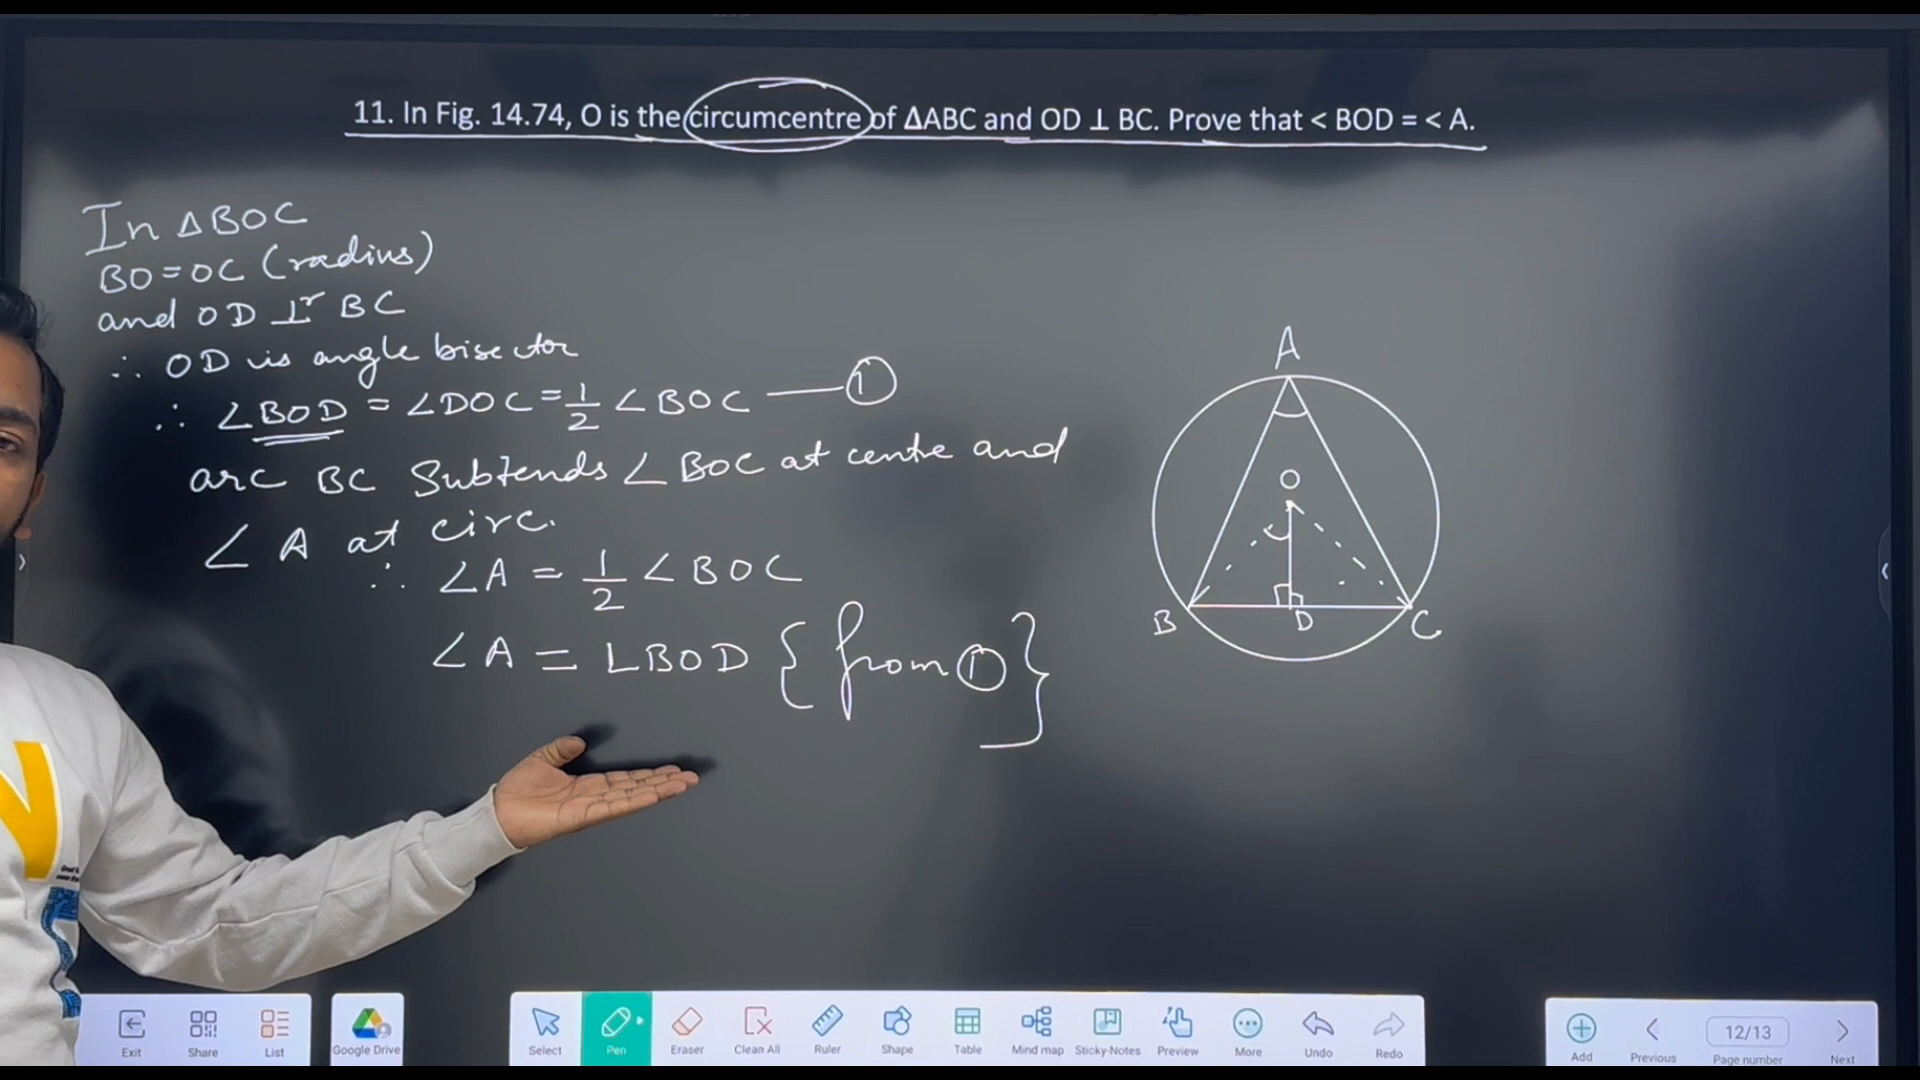 11. In Fig. 14.74, O is the circumcentre of ΔABC and OD ⊥ BC. Prove that < BOD = < A.
In Δ BOC
BO = OC (radius)
and OD ⊥r BC
∴ OD is angle bisector
∴ ∠BOD = ∠DOC = 1/2 ∠BOC — ①
arc BC Subtends ∠BOC at centre and
∠A at circ.
∴ ∠A = 1/2 ∠BOC
∠A = ∠BOD {from ①}
A
O
B D C
Exit Share List Google Drive Select Pen Eraser Clean All Ruler Shape Table Mind map Sticky-Notes Preview More Undo Redo Add Previous 12/13 Page number Next